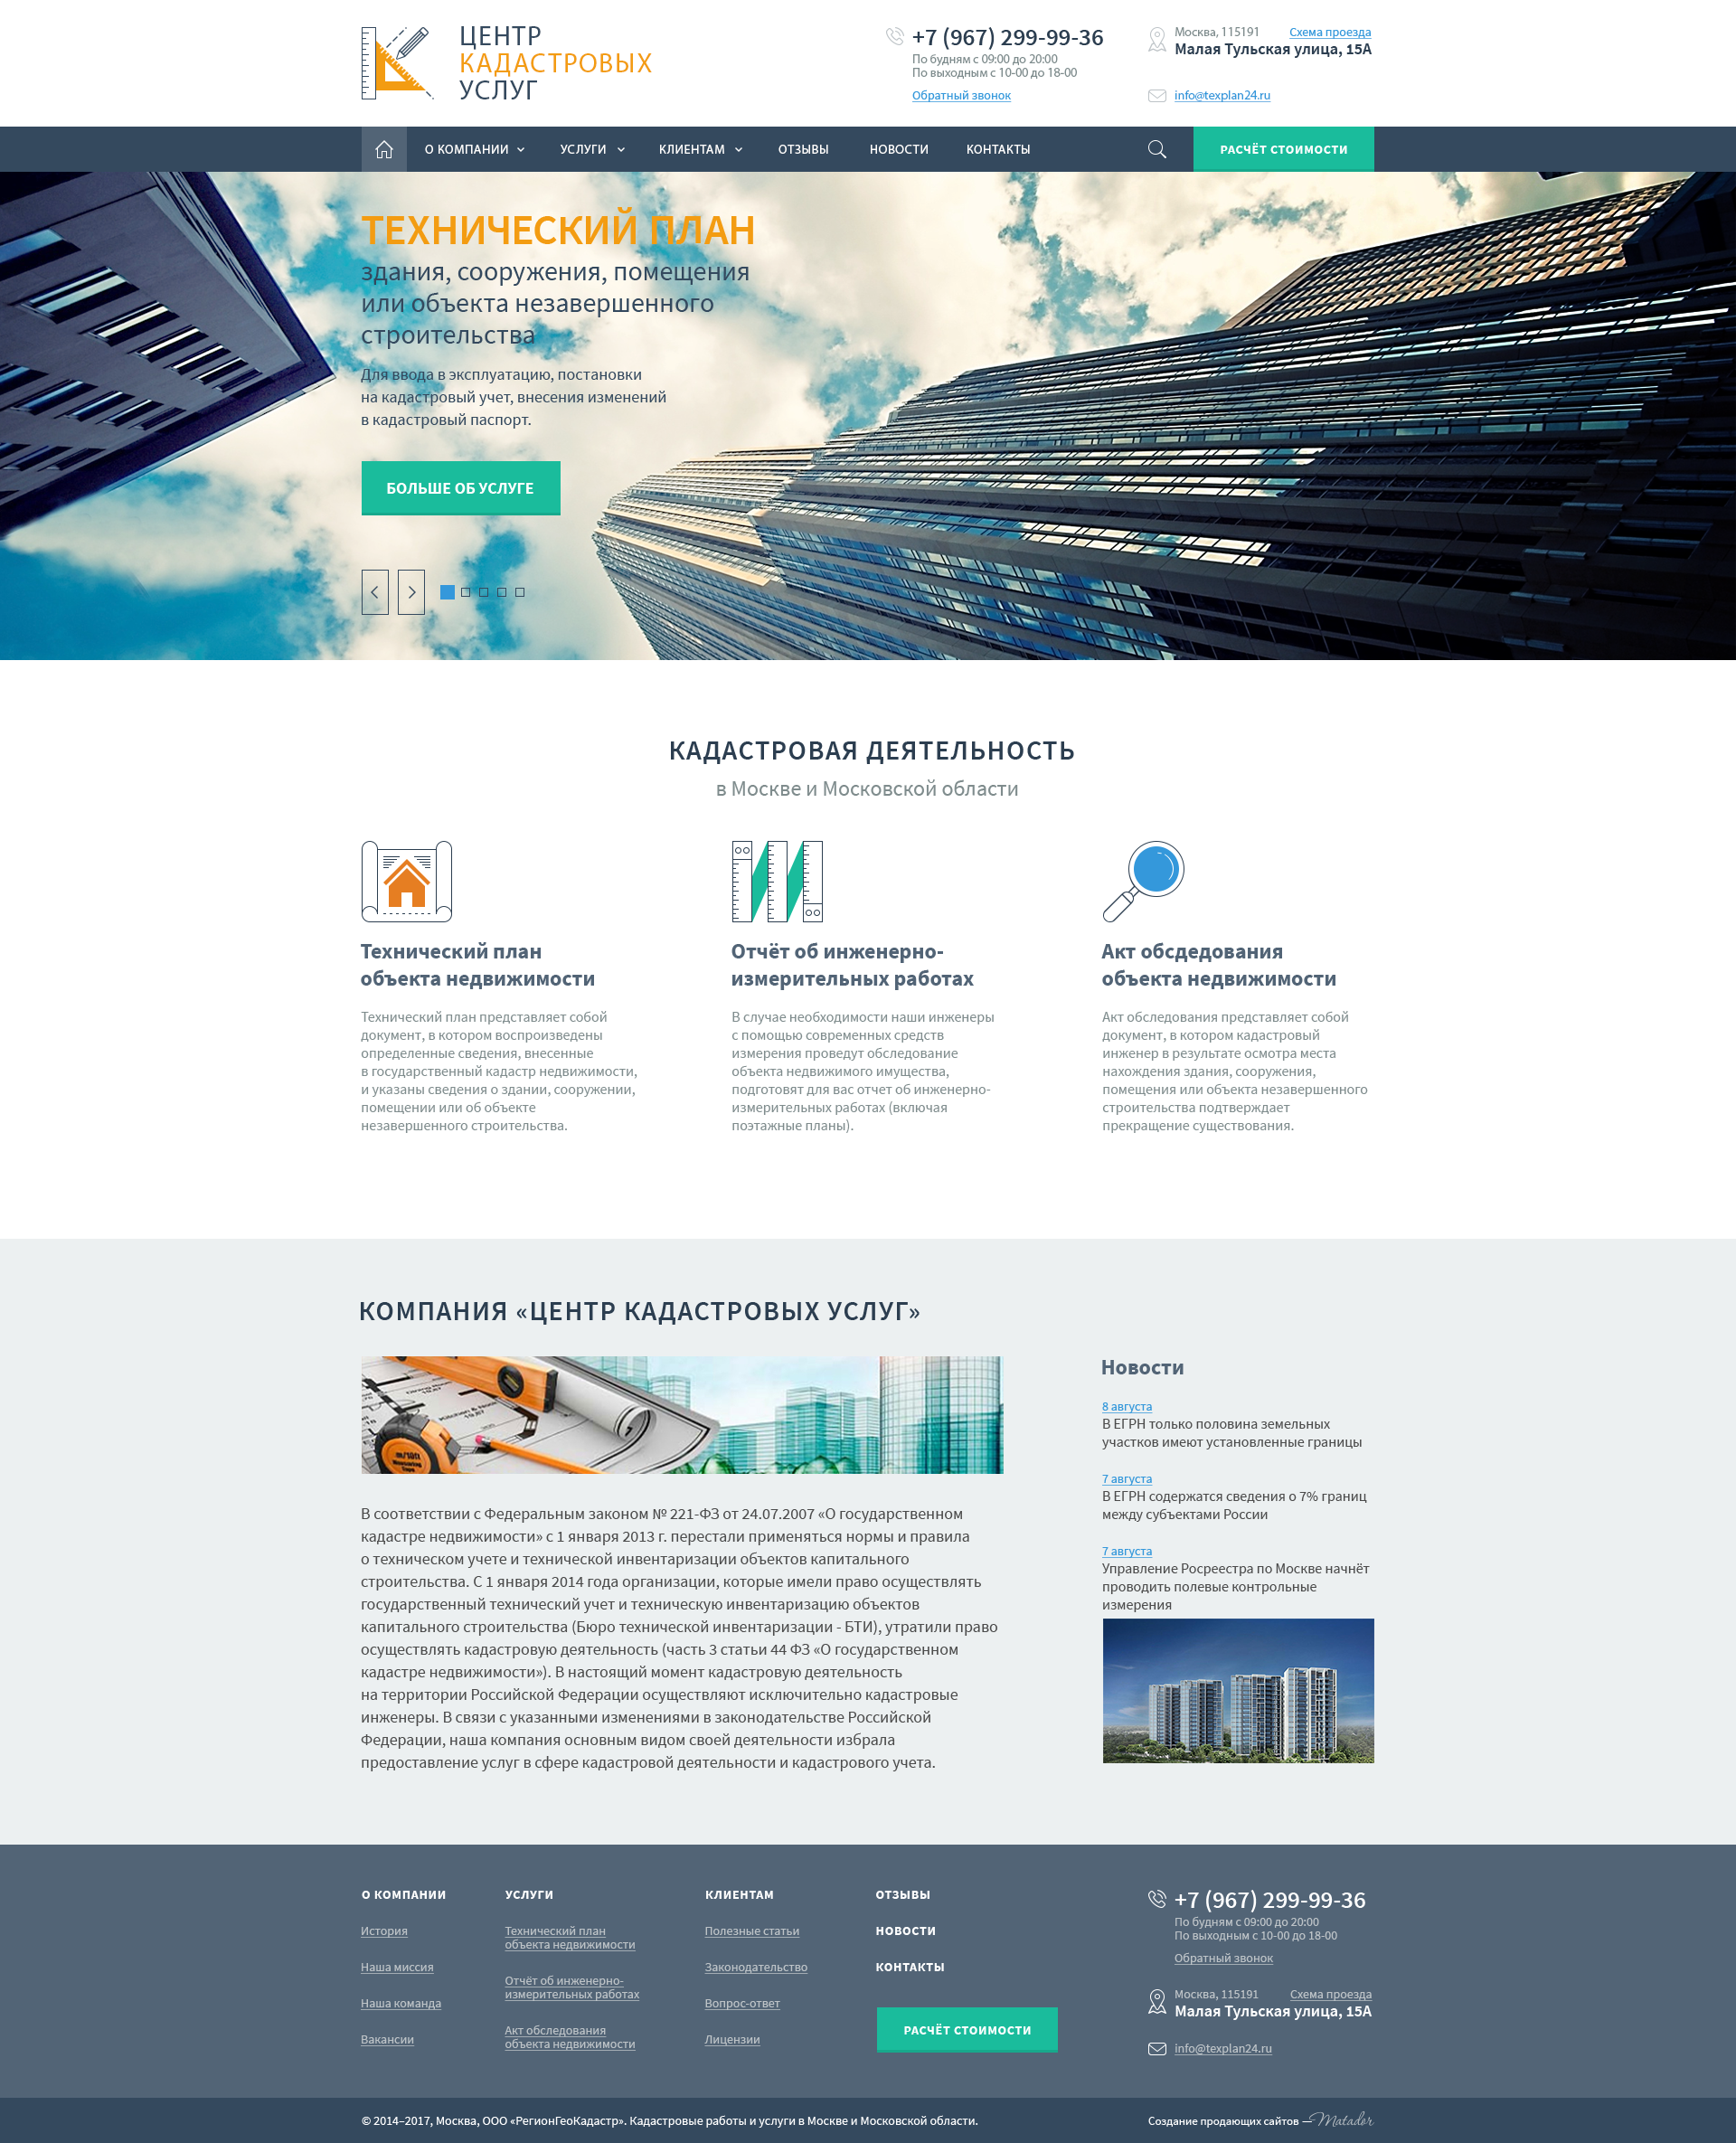 ЦЕНТР
КАДАСТРОВЫХ
УСЛУГ
+7 (967) 299-99-36
По будням с 09:00 до 20:00
По выходным с 10-00 до 18-00
Обратный звонок
Москва, 115191 Схема проезда
Малая Тульская улица, 15А
info@texplan24.ru
О КОМПАНИИ УСЛУГИ КЛИЕНТАМ ОТЗЫВЫ НОВОСТИ КОНТАКТЫ РАСЧЁТ СТОИМОСТИ
ТЕХНИЧЕСКИЙ ПЛАН
здания, сооружения, помещения
или объекта незавершенного
строительства
Для ввода в эксплуатацию, постановки
на кадастровый учет, внесения изменений
в кадастровый паспорт.
БОЛЬШЕ ОБ УСЛУГЕ
КАДАСТРОВАЯ ДЕЯТЕЛЬНОСТЬ
в Москве и Московской области
Технический план
объекта недвижимости
Технический план представляет собой
документ, в котором воспроизведены
определенные сведения, внесенные
в государственный кадастр недвижимости,
и указаны сведения о здании, сооружении,
помещении или об объекте
незавершенного строительства.
Отчёт об инженерно-
измерительных работах
В случае необходимости наши инженеры
с помощью современных средств
измерения проведут обследование
объекта недвижимого имущества,
подготовят для вас отчет об инженерно-
измерительных работах (включая
поэтажные планы).
Акт обсдедования
объекта недвижимости
Акт обследования представляет собой
документ, в котором кадастровый
инженер в результате осмотра места
нахождения здания, сооружения,
помещения или объекта незавершенного
строительства подтверждает
прекращение существования.
КОМПАНИЯ «ЦЕНТР КАДАСТРОВЫХ УСЛУГ»
В соответствии с Федеральным законом № 221-ФЗ от 24.07.2007 «О государственном
кадастре недвижимости» с 1 января 2013 г. перестали применяться нормы и правила
о техническом учете и технической инвентаризации объектов капитального
строительства. С 1 января 2014 года организации, которые имели право осуществлять
государственный технический учет и техническую инвентаризацию объектов
капитального строительства (Бюро технической инвентаризации - БТИ), утратили право
осуществлять кадастровую деятельность (часть 3 статьи 44 ФЗ «О государственном
кадастре недвижимости»). В настоящий момент кадастровую деятельность
на территории Российской Федерации осуществляют исключительно кадастровые
инженеры. В связи с указанными изменениями в законодательстве Российской
Федерации, наша компания основным видом своей деятельности избрала
предоставление услуг в сфере кадастровой деятельности и кадастрового учета.
Новости
8 августа
В ЕГРН только половина земельных
участков имеют установленные границы
7 августа
В ЕГРН содержатся сведения о 7% границ
между субъектами России
7 августа
Управление Росреестра по Москве начнёт
проводить полевые контрольные
измерения
О КОМПАНИИ
История
Наша миссия
Наша команда
Вакансии
УСЛУГИ
Технический план
объекта недвижимости
Отчёт об инженерно-
измерительных работах
Акт обследования
объекта недвижимости
КЛИЕНТАМ
Полезные статьи
Законодательство
Вопрос-ответ
Лицензии
ОТЗЫВЫ
НОВОСТИ
КОНТАКТЫ
РАСЧЁТ СТОИМОСТИ
+7 (967) 299-99-36
По будням с 09:00 до 20:00
По выходным с 10-00 до 18-00
Обратный звонок
Москва, 115191 Схема проезда
Малая Тульская улица, 15А
info@texplan24.ru
© 2014–2017, Москва, ООО «РегионГеоКадастр». Кадастровые работы и услуги в Москве и Московской области.
Создание продающих сайтов — Matador